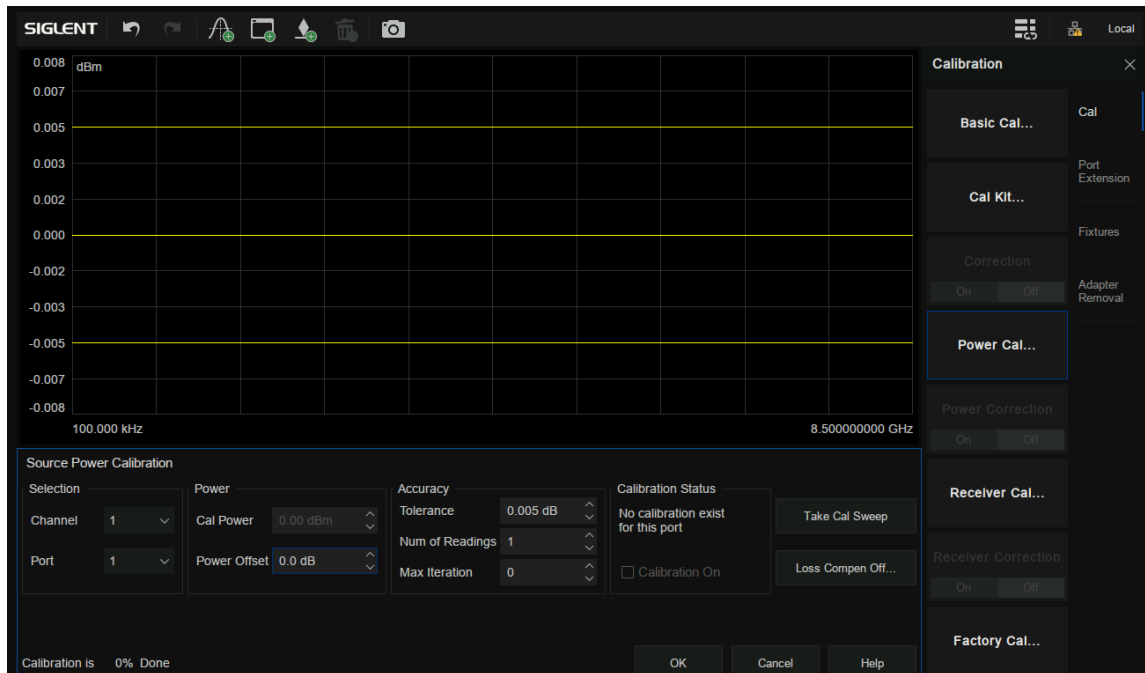 SIGLENT
Local
0.008 dBm
0.007
0.005
0.003
0.002
0.000
-0.002
-0.003
-0.005
-0.007
-0.008
100.000 kHz 8.500000000 GHz
Calibration
Basic Cal...
Cal Kit...
Correction
On Off
Power Cal...
Power Correction
On Off
Receiver Cal...
Receiver Correction
On Off
Factory Cal...
Cal
Port
Extension
Fixtures
Adapter
Removal
Source Power Calibration
Selection
Channel 1
Port 1
Power
Cal Power 0.00 dBm
Power Offset 0.0 dB
Accuracy
Tolerance 0.005 dB
Num of Readings 1
Max Iteration 0
Calibration Status
No calibration exist
for this port
Calibration On
Take Cal Sweep
Loss Compen Off...
Calibration is 0% Done
OK Cancel Help